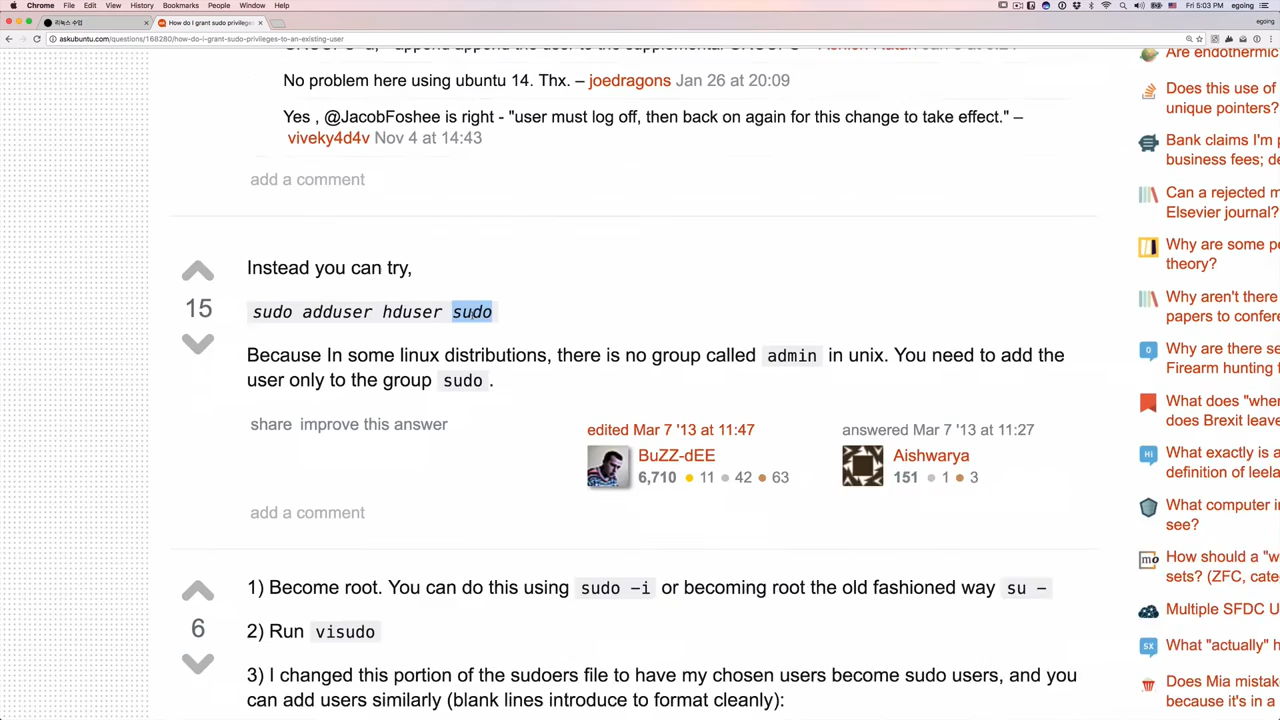 Chrome File Edit View History Bookmarks People Window Help
Fri 5:03 PM egoing
리눅스 수업
How do I grant sudo privileges
egoing
askubuntu.com/questions/168280/how-do-i-grant-sudo-privileges-to-an-existing-user
No problem here using ubuntu 14. Thx. – joedragons Jan 26 at 20:09
Yes , @JacobFoshee is right - "user must log off, then back on again for this change to take effect." –
viveky4d4v Nov 4 at 14:43
add a comment
15
Instead you can try,
sudo adduser hduser sudo
Because In some linux distributions, there is no group called admin in unix. You need to add the
user only to the group sudo.
share improve this answer
edited Mar 7 '13 at 11:47
BuZZ-dEE
6,710 11 42 63
answered Mar 7 '13 at 11:27
Aishwarya
151 1 3
add a comment
6
1) Become root. You can do this using sudo -i or becoming root the old fashioned way su -
2) Run visudo
3) I changed this portion of the sudoers file to have my chosen users become sudo users, and you
can add users similarly (blank lines introduce to format cleanly):
Are endothermic
Does this use of
unique pointers?
Bank claims I'm
business fees;
Can a rejected
Elsevier journal?
Why are some
theory?
Why aren't there
papers to
Why are there
Firearm hunting
What does
does Brexit
What exactly is
definition of
What computer
see?
How should a
sets? (ZFC,
Multiple SFDC
What "actually"
Does Mia
because it's in a